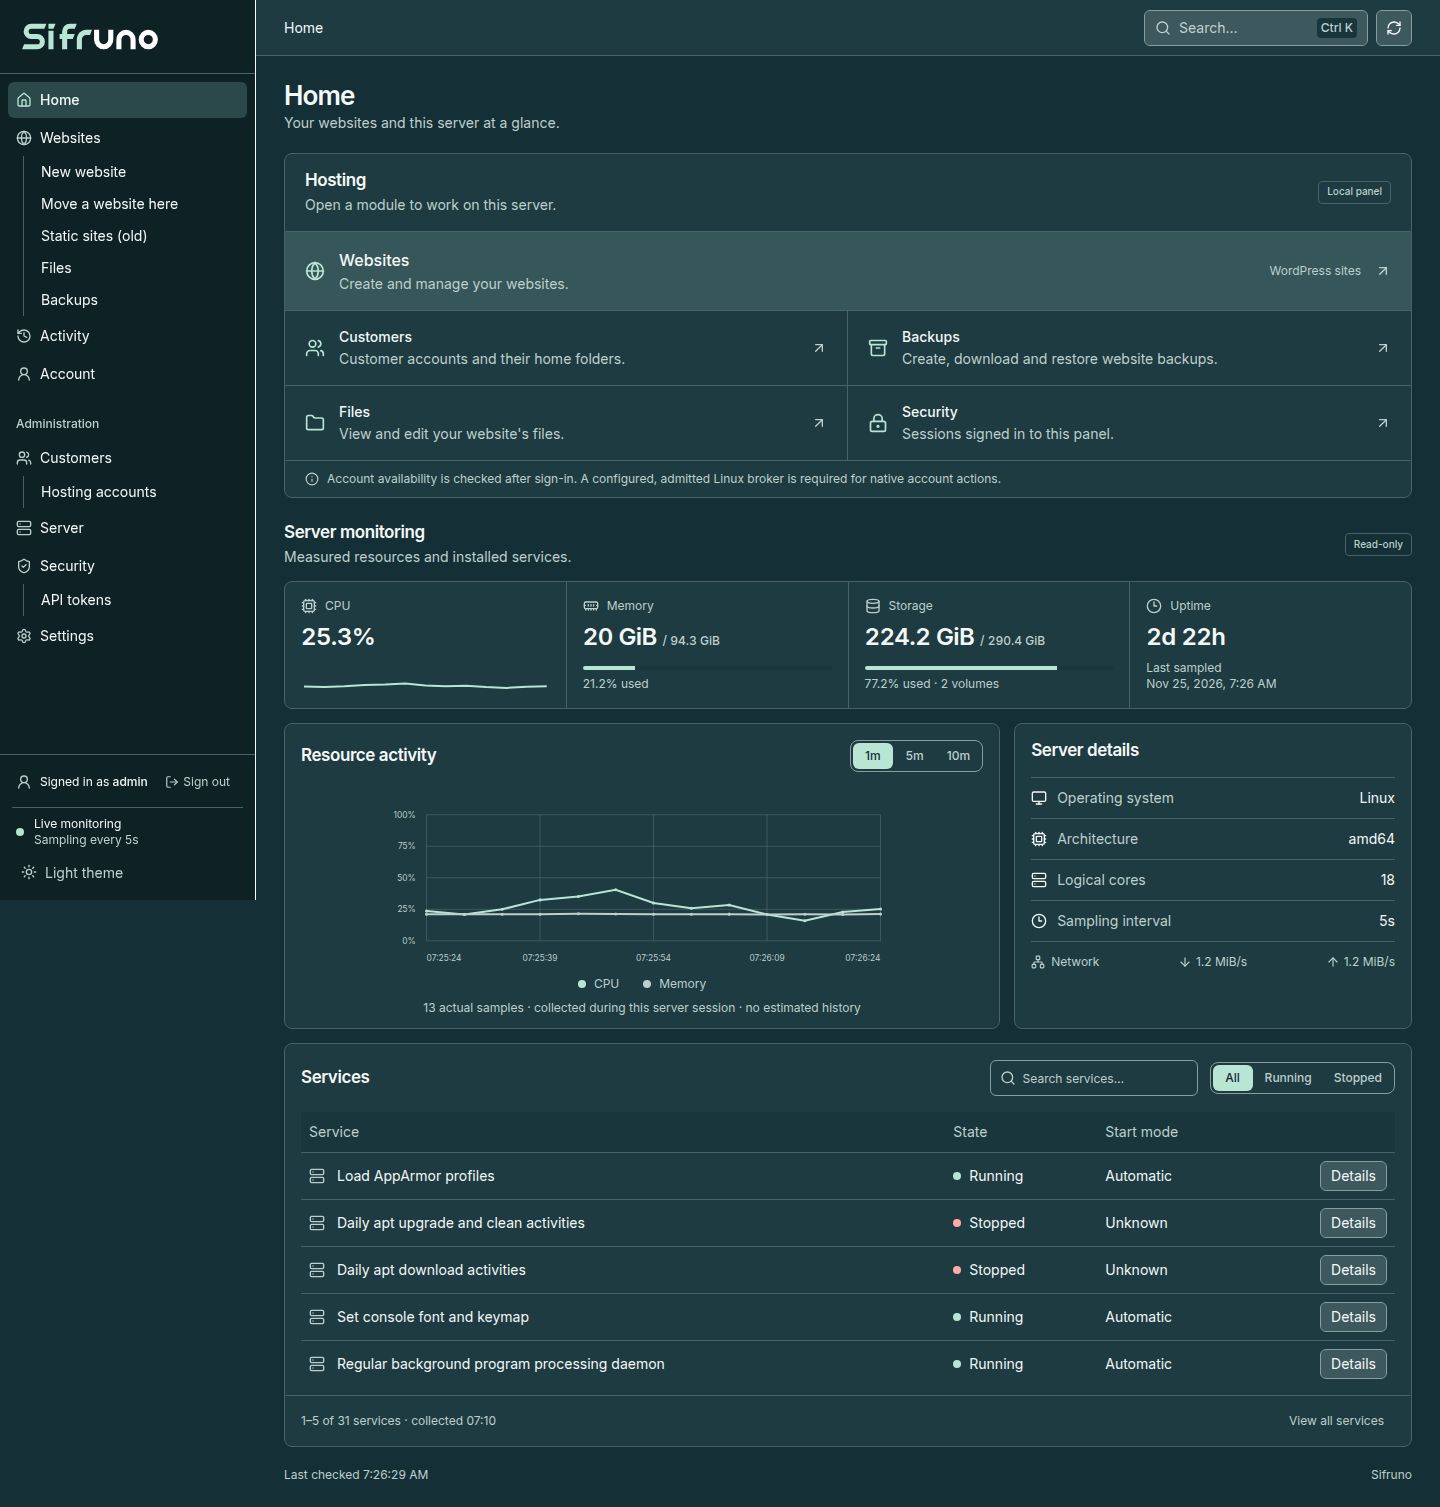 Sifruno
Home
Websites
New website
Move a website here
Static sites (old)
Files
Backups
Activity
Account
Administration
Customers
Hosting accounts
Server
Security
API tokens
Settings
Signed in as admin
Sign out
Live monitoring
Sampling every 5s
Light theme
Home
Search...
Ctrl K
Home
Your websites and this server at a glance.
Hosting
Open a module to work on this server.
Local panel
Websites
Create and manage your websites.
WordPress sites
Customers
Customer accounts and their home folders.
Backups
Create, download and restore website backups.
Files
View and edit your website's files.
Security
Sessions signed in to this panel.
Account availability is checked after sign-in. A configured, admitted Linux broker is required for native account actions.
Server monitoring
Measured resources and installed services.
Read-only
CPU
25.3%
Memory
20 GiB / 94.3 GiB
21.2% used
Storage
224.2 GiB / 290.4 GiB
77.2% used · 2 volumes
Uptime
2d 22h
Last sampled
Nov 25, 2026, 7:26 AM
Resource activity
1m 5m 10m
100%
75%
50%
25%
0%
07:25:24 07:25:39 07:25:54 07:26:09 07:26:24
CPU Memory
13 actual samples · collected during this server session · no estimated history
Server details
Operating system Linux
Architecture amd64
Logical cores 18
Sampling interval 5s
Network ↓ 1.2 MiB/s ↑ 1.2 MiB/s
Services
Search services...
All Running Stopped
Service State Start mode
Load AppArmor profiles Running Automatic Details
Daily apt upgrade and clean activities Stopped Unknown Details
Daily apt download activities Stopped Unknown Details
Set console font and keymap Running Automatic Details
Regular background program processing daemon Running Automatic Details
1–5 of 31 services · collected 07:10
View all services
Last checked 7:26:29 AM
Sifruno